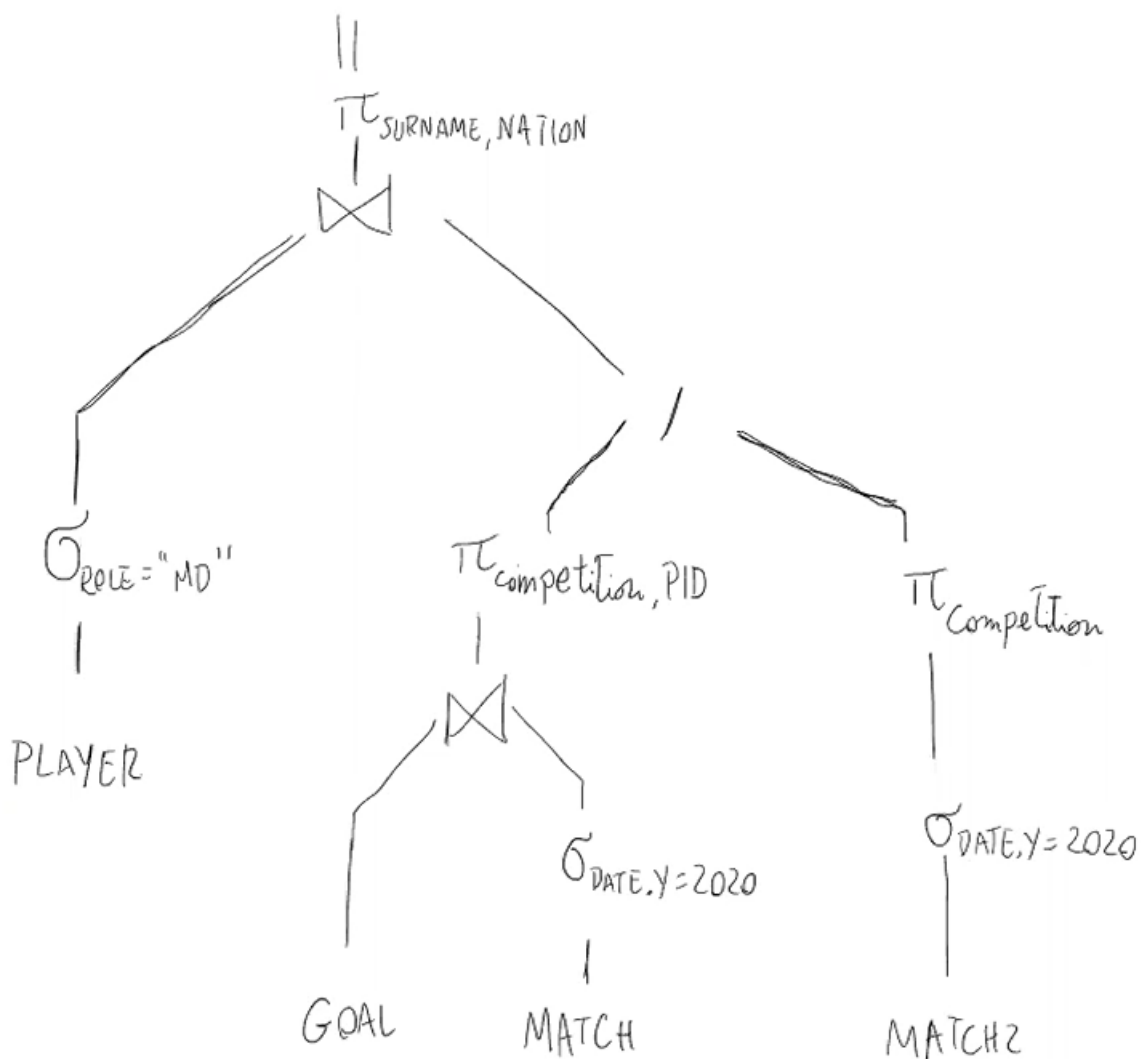 π SURNAME, NATION
⋈
/
σ ROLE = "MD"
π competition, PID
π competition
⋈
PLAYER
σ DATE.Y = 2020
σ DATE.Y = 2020
GOAL
MATCH
MATCH2